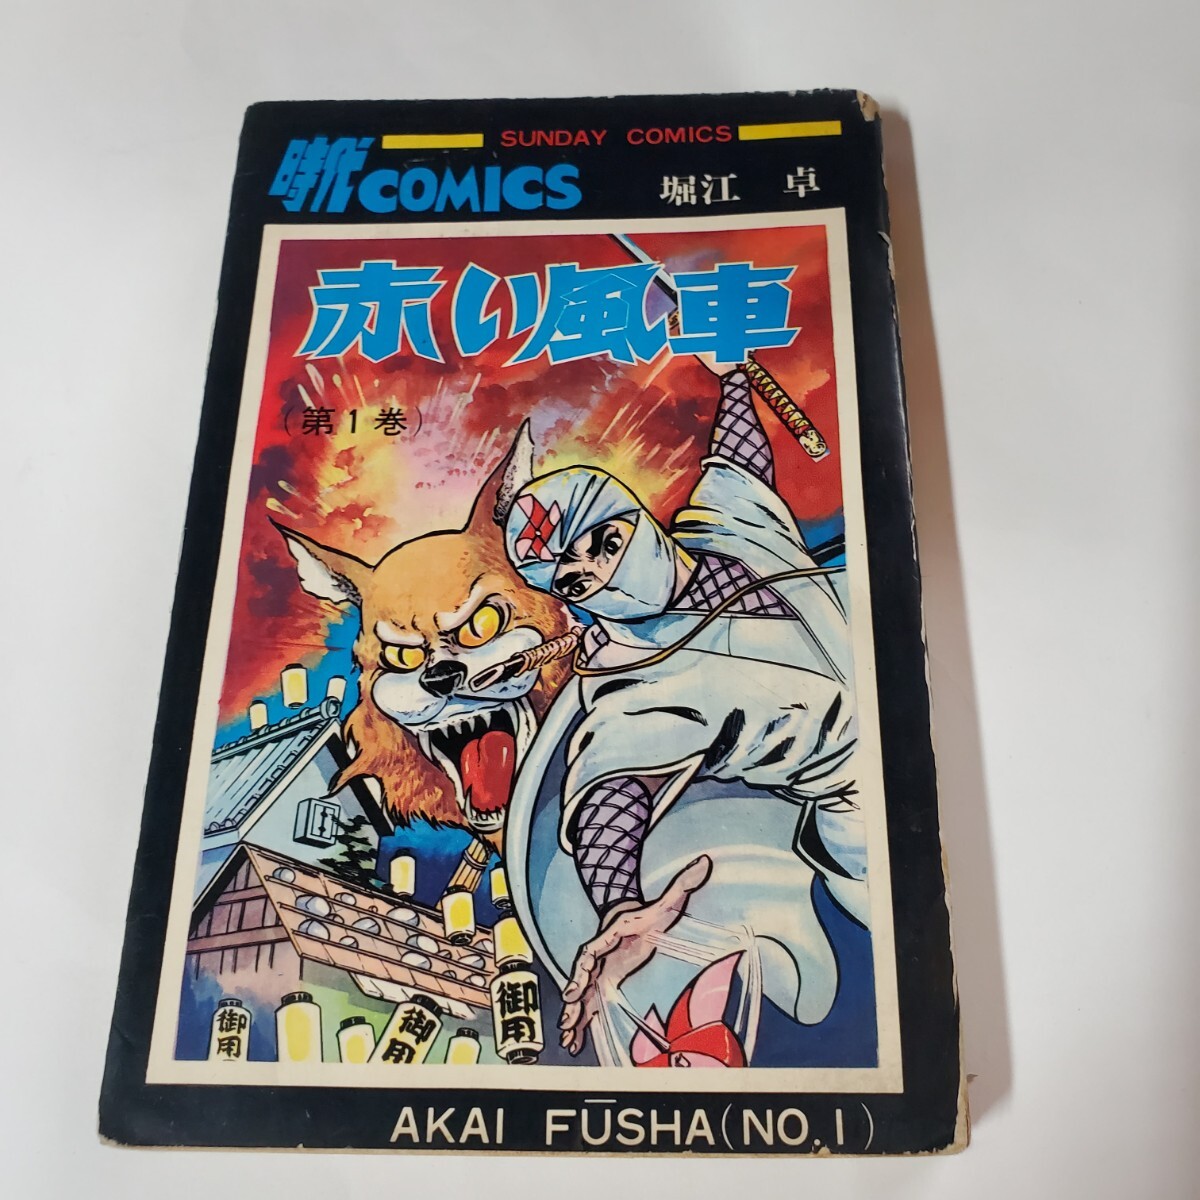 SUNDAY COMICS
時代COMICS
堀江 卓
赤い風車
(第1巻)
御用
御用
御用
AKAI FŪSHA(NO.1)